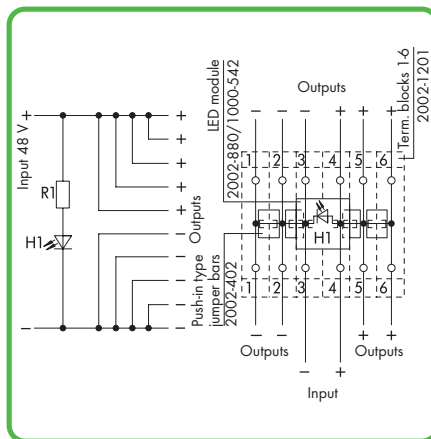 Input 48 V
+
+
+
+
+
+
R1
H1
Outputs
−
−
−
−
−
−
Push-in type
jumper bars
2002-402
LED module
2002-880/1000-542
Term. blocks 1-6
2002-1201
Outputs
− − − + + +
1 2 3 4 5 6
H1
1 2 3 4 5 6
− − + +
Outputs Outputs
− +
Input